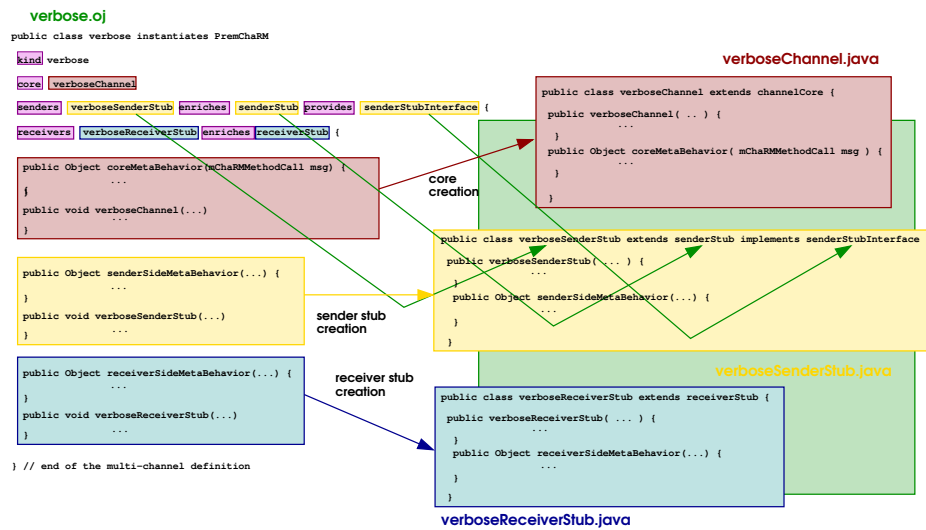 verbose.oj
public class verbose instantiates PremChaRM
kind verbose
core verboseChannel
senders verboseSenderStub enriches senderStub provides senderStubInterface {
receivers verboseReceiverStub enriches receiverStub {
public Object coreMetaBehavior(mChaRMMethodCall msg) {
...
}
public void verboseChannel(...)
...
}
public Object senderSideMetaBehavior(...) {
...
}
public void verboseSenderStub(...)
...
}
public Object receiverSideMetaBehavior(...) {
...
}
public void verboseReceiverStub(...)
...
}
} // end of the multi-channel definition
core
creation
sender stub
creation
receiver stub
creation
verboseChannel.java
public class verboseChannel extends channelCore {
public verboseChannel( .. ) {
...
}
public Object coreMetaBehavior( mChaRMMethodCall msg ) {
...
}
}
public class verboseSenderStub extends senderStub implements senderStubInterface
public verboseSenderStub( ... ) {
...
}
public Object senderSideMetaBehavior(...) {
...
}
}
verboseSenderStub.java
public class verboseReceiverStub extends receiverStub {
public verboseReceiverStub( ... ) {
...
}
public Object receiverSideMetaBehavior(...) {
...
}
}
verboseReceiverStub.java